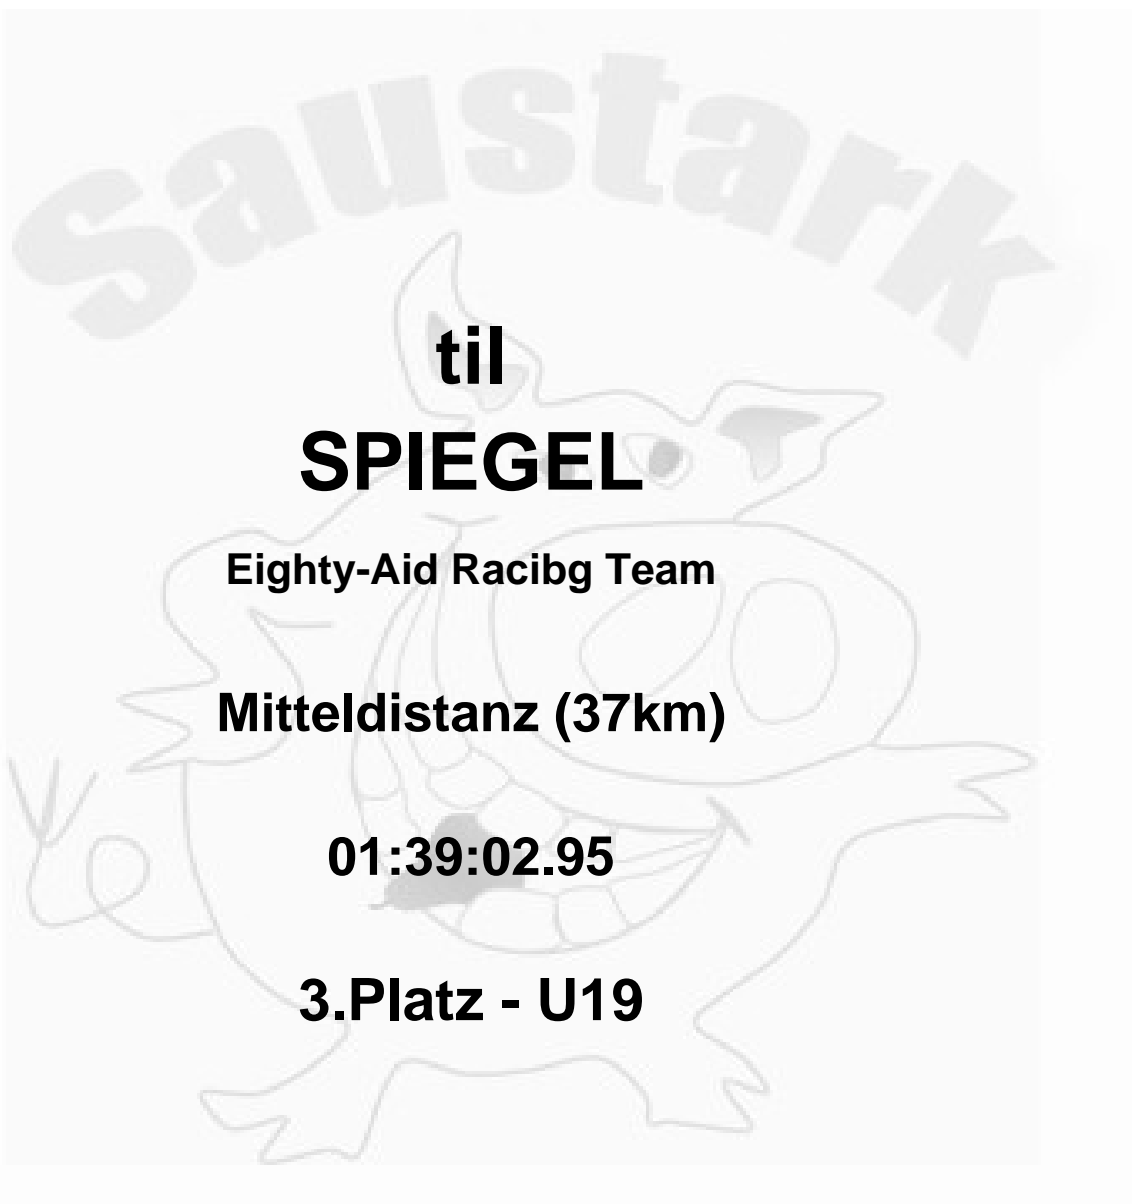 Saustark
til
SPIEGEL
Eighty-Aid Racibg Team
Mitteldistanz (37km)
01:39:02.95
3.Platz - U19